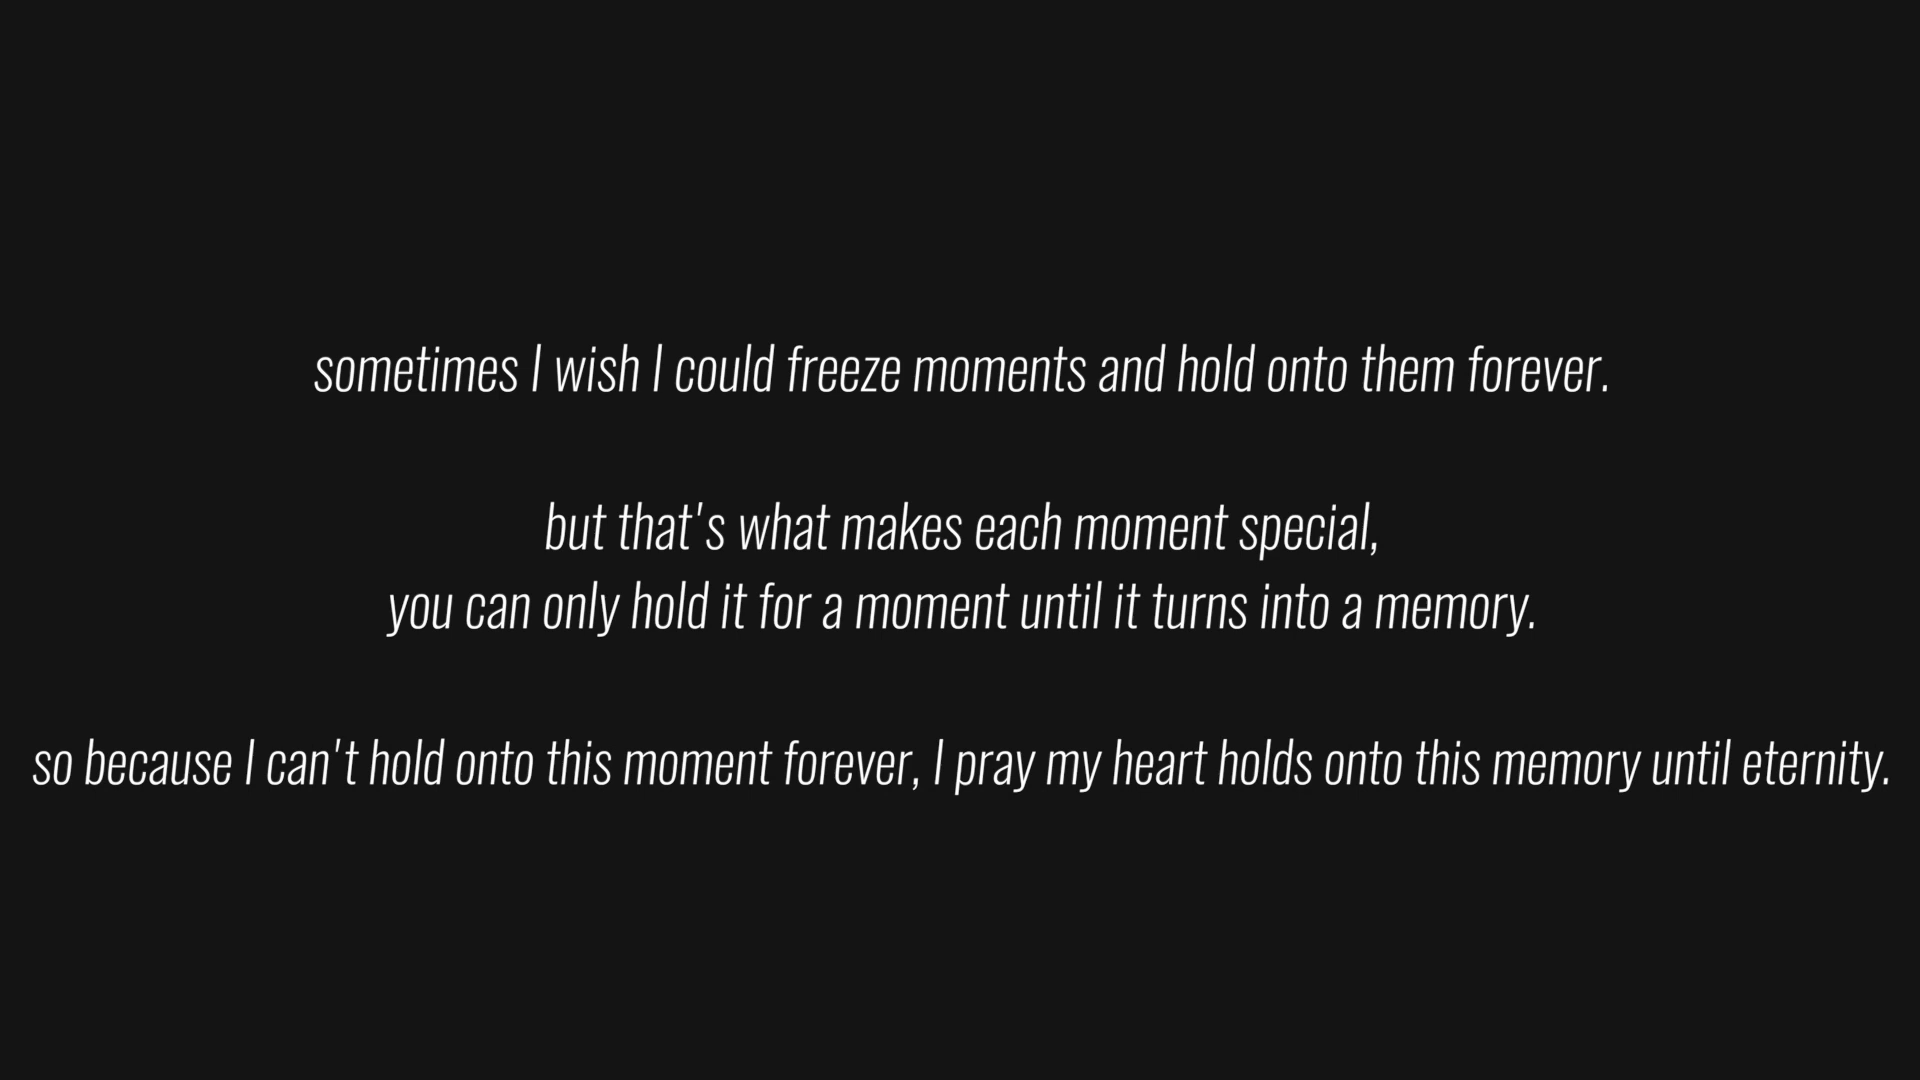 sometimes I wish I could freeze moments and hold onto them forever.
but that's what makes each moment special,
you can only hold it for a moment until it turns into a memory.
so because I can't hold onto this moment forever, I pray my heart holds onto this memory until eternity.